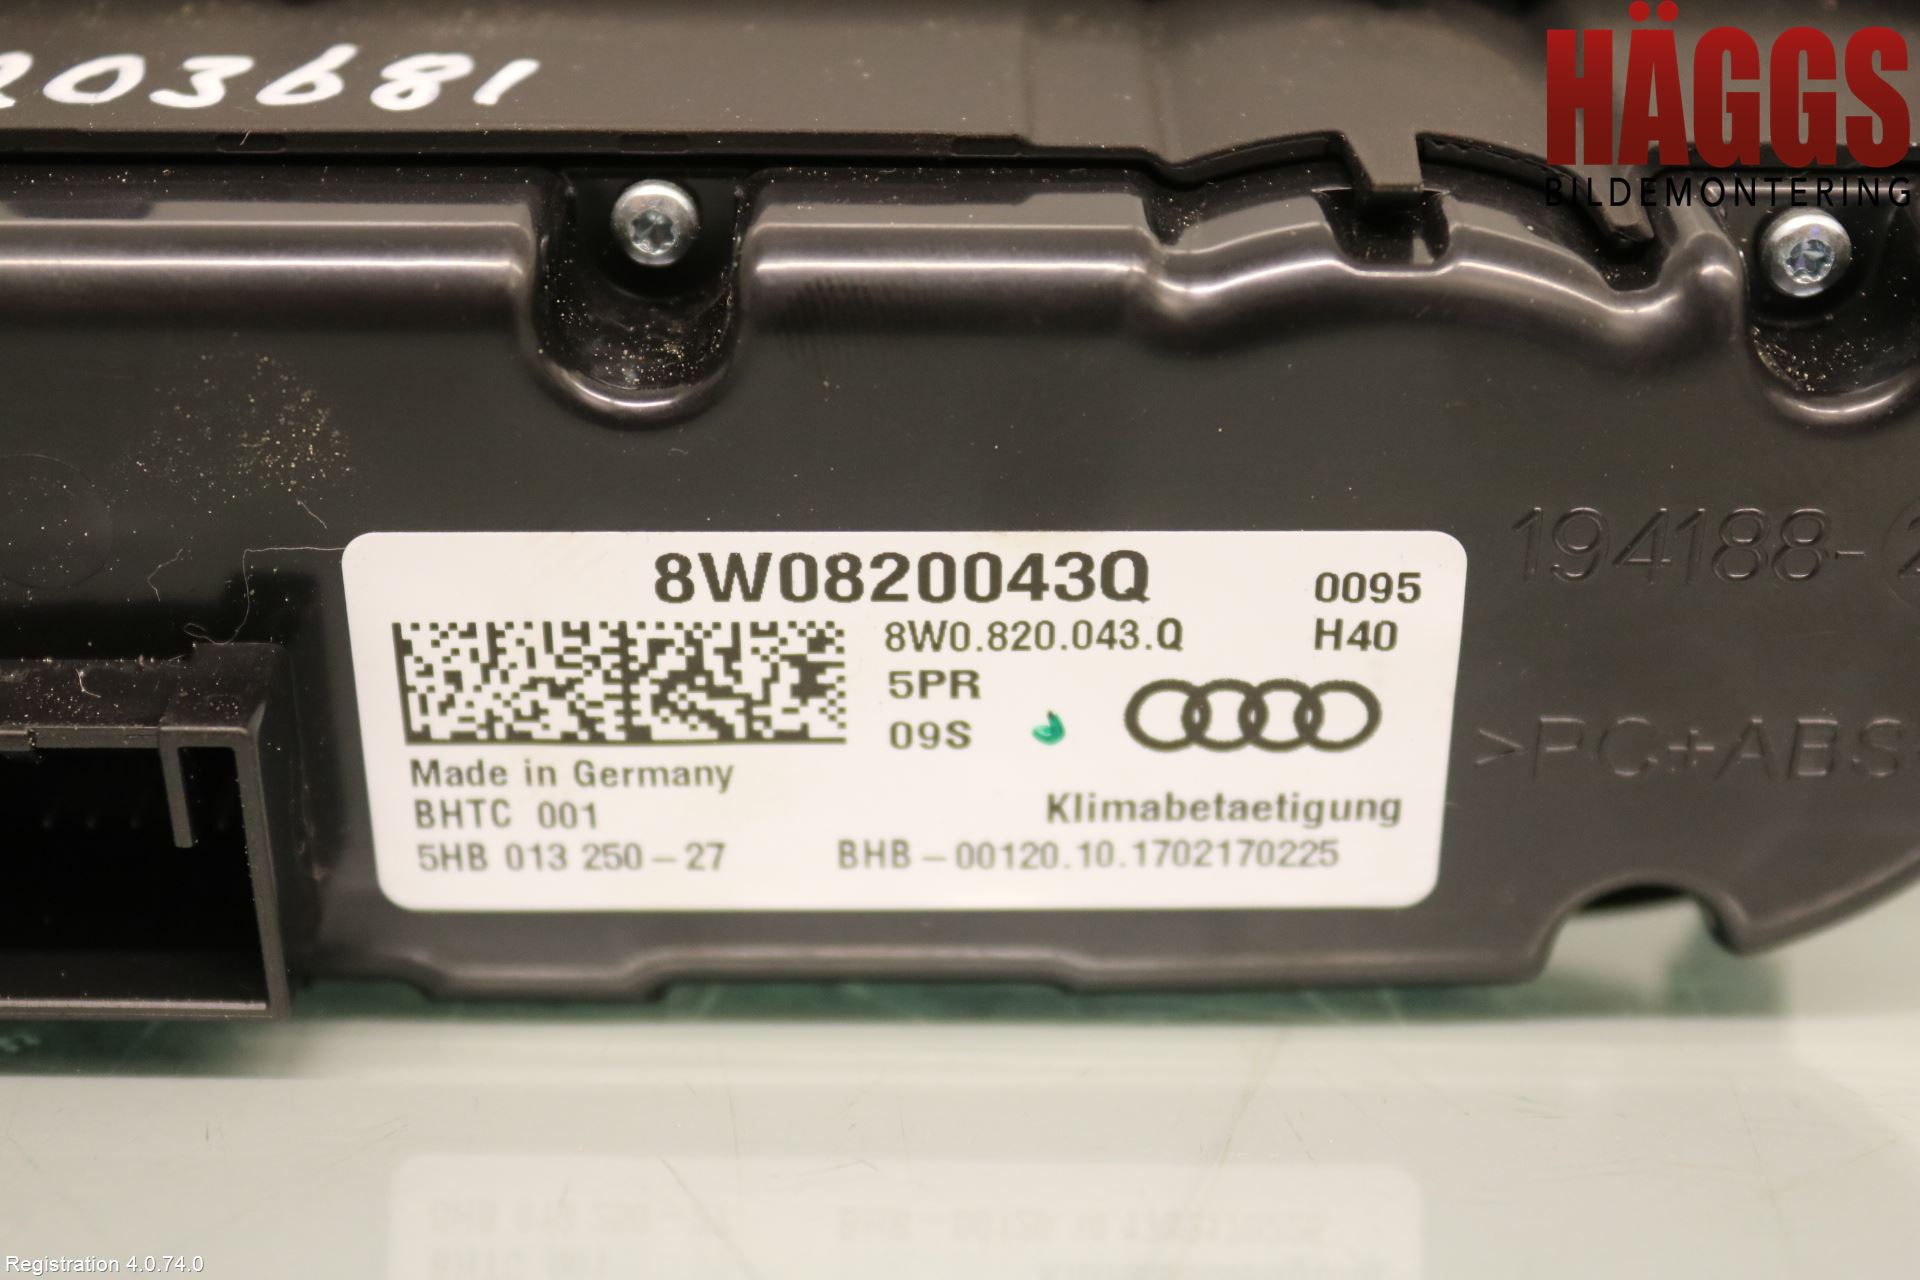 203681
HÄGGS
BILDEMONTERING
194188-2
8W0820043Q
0095
8W0.820.043.Q
H40
5PR
09S
Made in Germany
BHTC 001
Klimabetaetigung
5HB 013 250-27
BHB-00120.10.1702170225
>PC+ABS
Registration 4.0.74.0